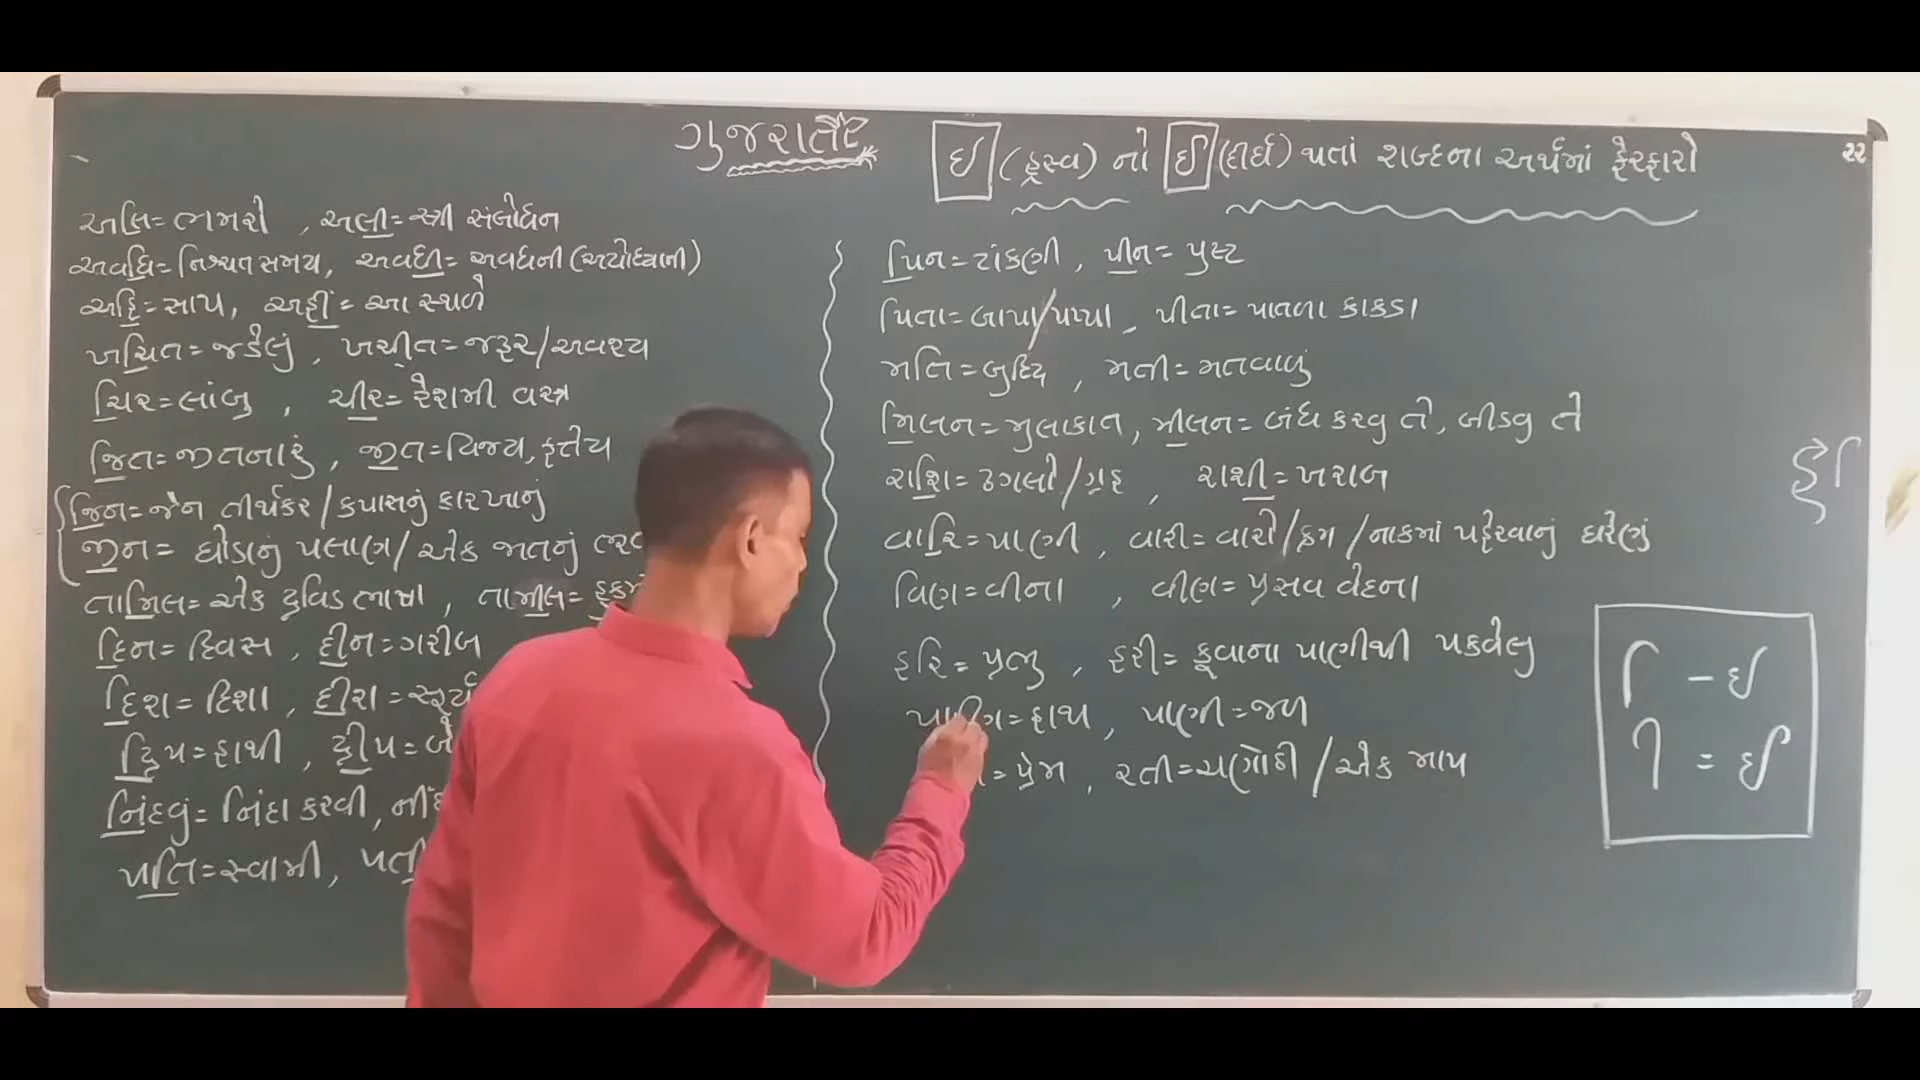 ગુજરાતી
ઇ (હ્રસ્વ) નો ઈ (દીર્ઘ) થતાં શબ્દના અર્થમાં ફેરફારો
૨૨
અલિ=ભમરો , અલી=સ્ત્રી સંબોધન
અવધિ=નિશ્ચત સમય, અવધી= અવધની (અયોધ્યાની)
અહિ=સાપ, અહીં= આ સ્થળે
ખચિત=જડેલું , ખચીત=જરૂર/અવશ્ય
ચિર=લાંબુ , ચીર=રેશમી વસ્ત્ર
જિત=જીતનારું , જીત=વિજય, ફત્તેય
જિન=જૈન તીર્થંકર/કપાસનું કારખાનું
જીન= ઘોડાનું પલાણ/ એક જાતનું
તામિલ=એક દ્રવિડ ભાષા , તામીલ=
દિન= દિવસ , દીન=ગરીબ
દિશ= દિશા , દીશ=સૂર્ય
દ્વિપ=હાથી , દ્વીપ=બે
નિંદવું= નિંદા કરવી,
પતિ=સ્વામી, પતી
પિન=ટાંકણી , પીન= પુષ્ટ
પિતા=બાપા/પપ્પા , પીતા= પાતળા કાકડા
મતિ=બુધ્ધિ , મતી=મતવાળું
મિલન=મુલાકાત, મીલન= બંધ કરવુ તે, બીડવુ તે
રાશિ=ઢગલો/ગ્રહ , રાશી=ખરાબ
વારિ=પાણી , વારી=વારો/ક્રમ /નાકમાં પહેરવાનું ઘરેણું
વિણ=વીના , વીણ= પ્રસવ વેદના
હરિ= પ્રભુ , હરી= કૂવાના પાણીથી પકવેલુ
=હાથ , પાણી=જળ
=પ્રેમ , રતી=ચણોઠી /એક માપ
િ – ઇ
ી = ઈ